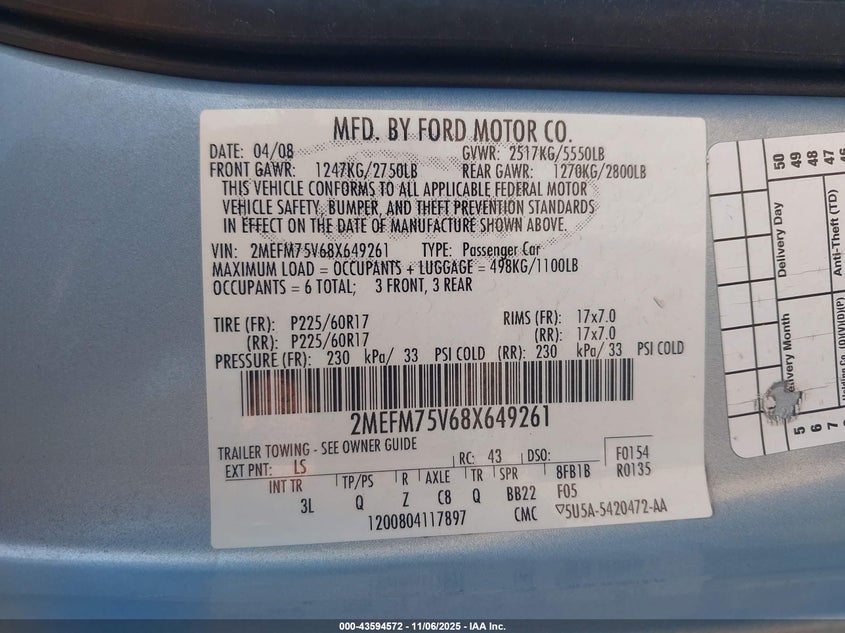 MFD. BY FORD MOTOR CO.
DATE: 04/08 GVWR: 2517KG/5550LB
FRONT GAWR: 1247KG/2750LB REAR GAWR: 1270KG/2800LB
THIS VEHICLE CONFORMS TO ALL APPLICABLE FEDERAL MOTOR
VEHICLE SAFETY, BUMPER, AND THEFT PREVENTION STANDARDS
IN EFFECT ON THE DATE OF MANUFACTURE SHOWN ABOVE.
VIN: 2MEFM75V68X649261 TYPE: Passenger Car
MAXIMUM LOAD = OCCUPANTS + LUGGAGE = 498KG/1100LB
OCCUPANTS = 6 TOTAL; 3 FRONT, 3 REAR
TIRE (FR): P225/60R17 RIMS (FR): 17x7.0
(RR): P225/60R17 (RR): 17x7.0
PRESSURE (FR): 230 kPa/ 33 PSI COLD (RR): 230 kPa/ 33 PSI COLD
2MEFM75V68X649261
TRAILER TOWING - SEE OWNER GUIDE
EXT PNT: LS RC: 43 DSO: F0154
INT TR TP/PS R AXLE TR SPR 8FB1B R0135
3L Q Z C8 Q BB22 F05
1200804117897 CMC ▽5U5A-5420472-AA
50
49
48
47
46
Delivery Day
Anti-Theft (TD)
Delivery Month
5
6
7
000-43594572 - 11/06/2025 - IAA Inc.